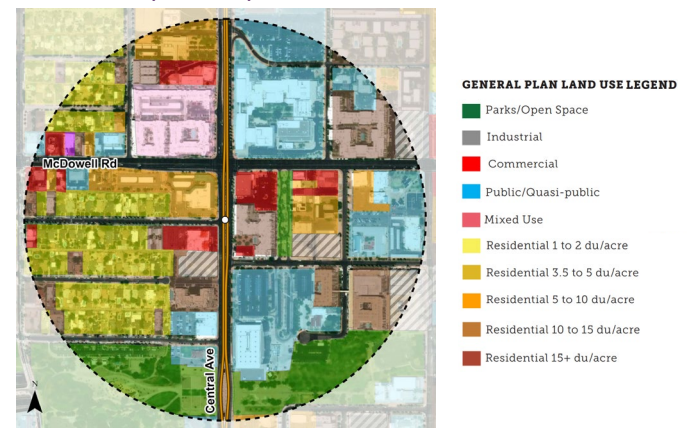 GENERAL PLAN LAND USE LEGEND
Parks/Open Space
Industrial
Commercial
Public/Quasi-public
Mixed Use
Residential 1 to 2 du/acre
Residential 3.5 to 5 du/acre
Residential 5 to 10 du/acre
Residential 10 to 15 du/acre
Residential 15+ du/acre
McDowell Rd
Central Ave
N